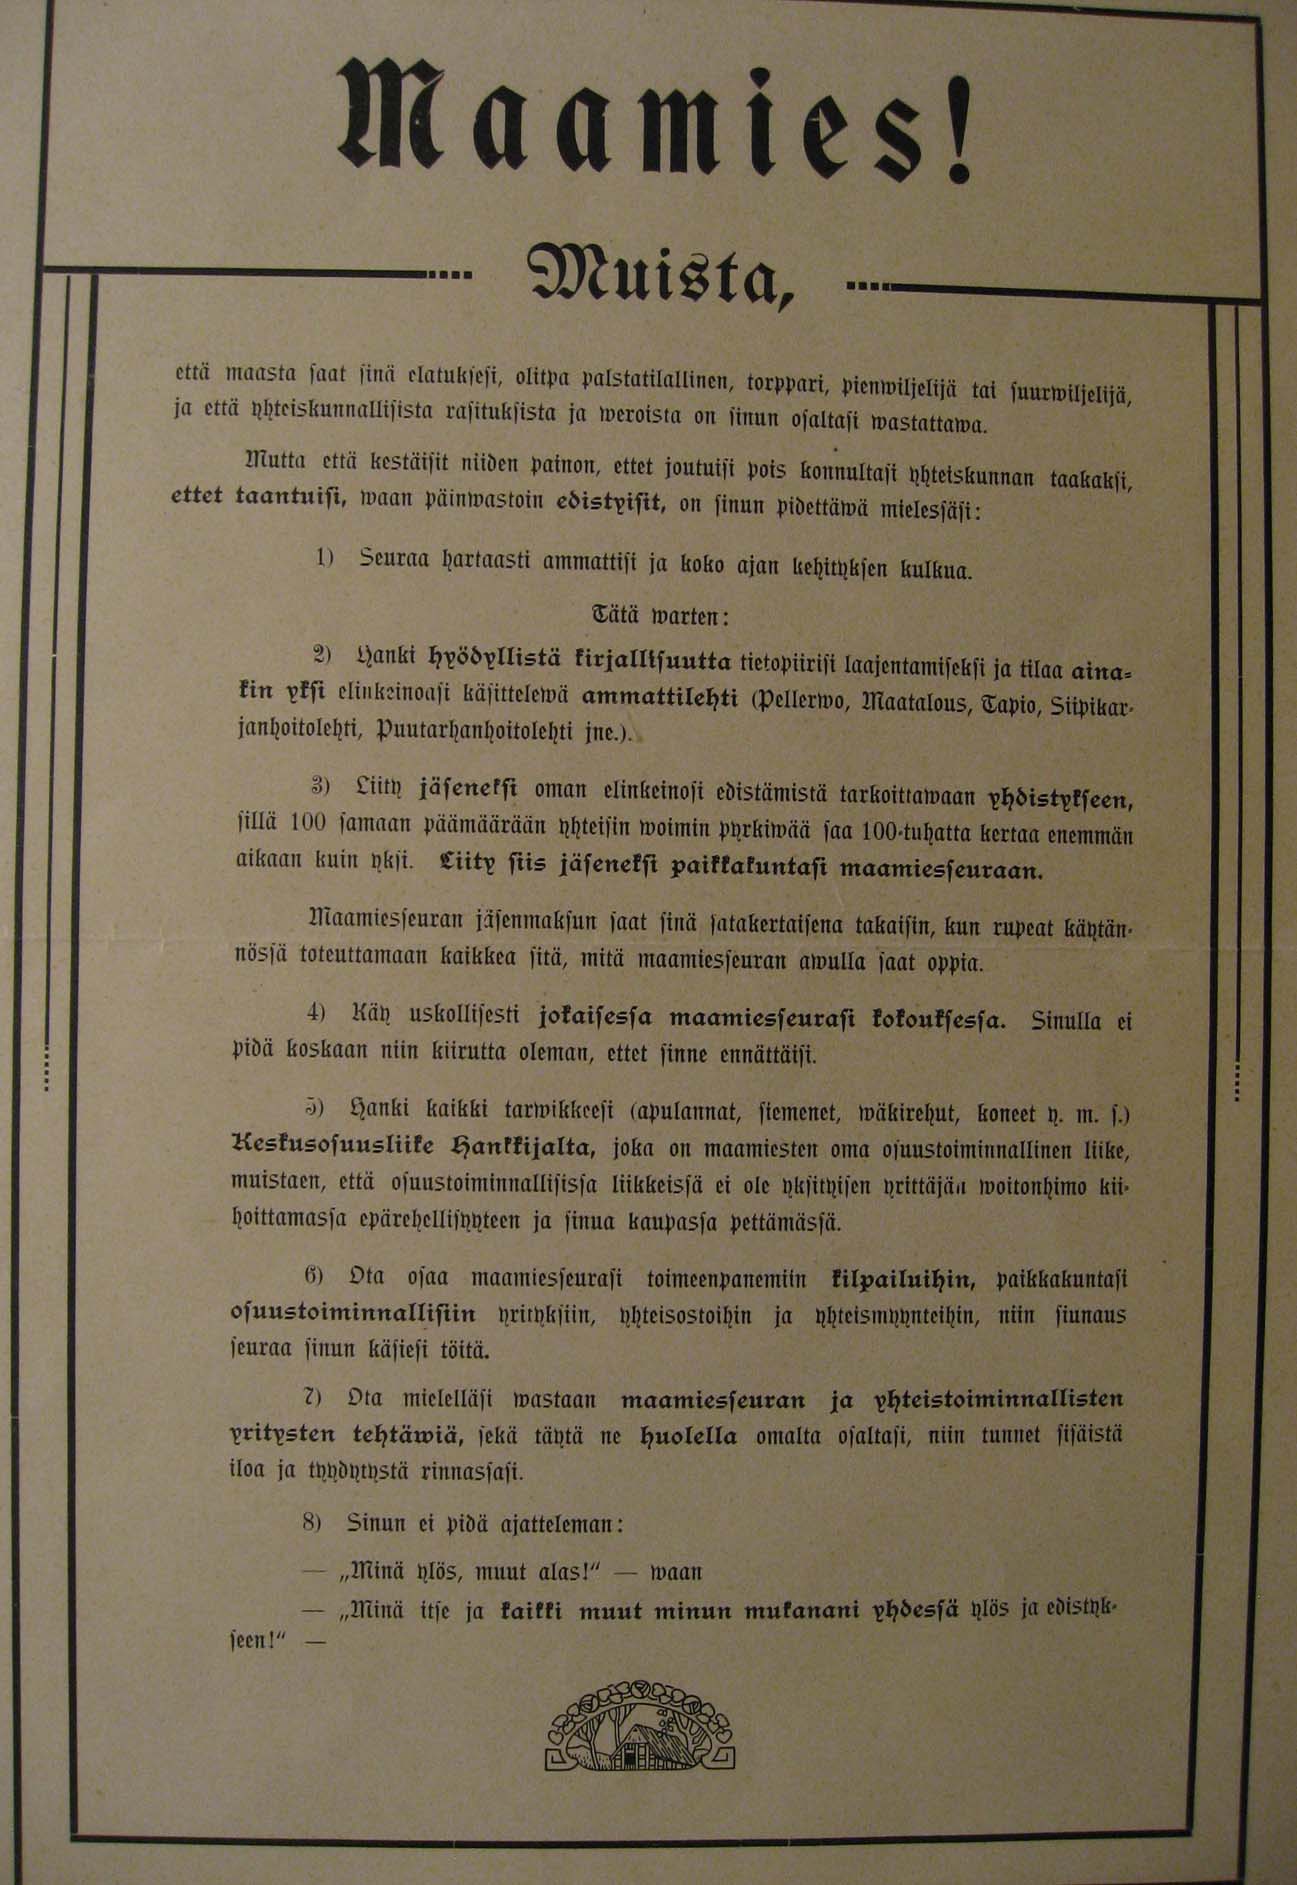 Maamies!
Muista,
että maasta saat sinä elatuksesi, olitpa palstatilallinen, torppari, pienwiljelijä tai suurwiljelijä,
ja että yhteiskunnallisista rasituksista ja weroista on sinun osaltasi wastattawa.
Mutta että kestäisit niiden painon, ettet joutuisi pois konnultasi yhteiskunnan taakaksi,
ettet taantuisi, waan päinwastoin edistyisit, on sinun pidettäwä mielessäsi:
1) Seuraa hartaasti ammattisi ja koko ajan kehityksen kulkua.
Tätä warten:
2) Hanki hyödyllistä kirjallisuutta tietopiirisi laajentamiseksi ja tilaa aina-
kin yksi elinkeinoasi käsittelewä ammattilehti (Pellerwo, Maatalous, Tapio, Siipikar-
janhoitolehti, Puutarhanhoitolehti jne.).
3) Liity jäseneksi oman elinkeinosi edistämistä tarkoittawaan yhdistykseen,
sillä 100 samaan päämäärään yhteisin woimin pyrkiwää saa 100-tuhatta kertaa enemmän
aikaan kuin yksi. Liity siis jäseneksi paikkakuntasi maamiesseuraan.
Maamiesseuran jäsenmaksun saat sinä satakertaisena takaisin, kun rupeat käytän-
nössä toteuttamaan kaikkea sitä, mitä maamiesseuran awulla saat oppia.
4) Käy uskollisesti jokaisessa maamiesseurasi kokouksessa. Sinulla ei
pidä koskaan niin kiirutta oleman, ettet sinne ennättäisi.
5) Hanki kaikki tarwikkeesi (apulannat, siemenet, wäkirehut, koneet y. m. s.)
Keskusosuusliike Hankkijalta, joka on maamiesten oma osuustoiminnallinen liike,
muistaen, että osuustoiminnallisissa liikkeissä ei ole yksityisen yrittäjän woitonhimo kii-
hoittamassa epärehellisyyteen ja sinua kaupassa pettämässä.
6) Ota osaa maamiesseurasi toimeenpanemiin kilpailuihin, paikkakuntasi
osuustoiminnallisiin yrityksiin, yhteisostoihin ja yhteismyynteihin, niin siunaus
seuraa sinun käsiesi töitä.
7) Ota mielelläsi wastaan maamiesseuran ja yhteistoiminnallisten
yritysten tehtäwiä, sekä täytä ne huolella omalta osaltasi, niin tunnet sisäistä
iloa ja tyydytystä rinnassasi.
8) Sinun ei pidä ajatteleman:
— „Minä ylös, muut alas!“ — waan
— „Minä itse ja kaikki muut minun mukanani yhdessä ylös ja edistyk-
seen!“ —